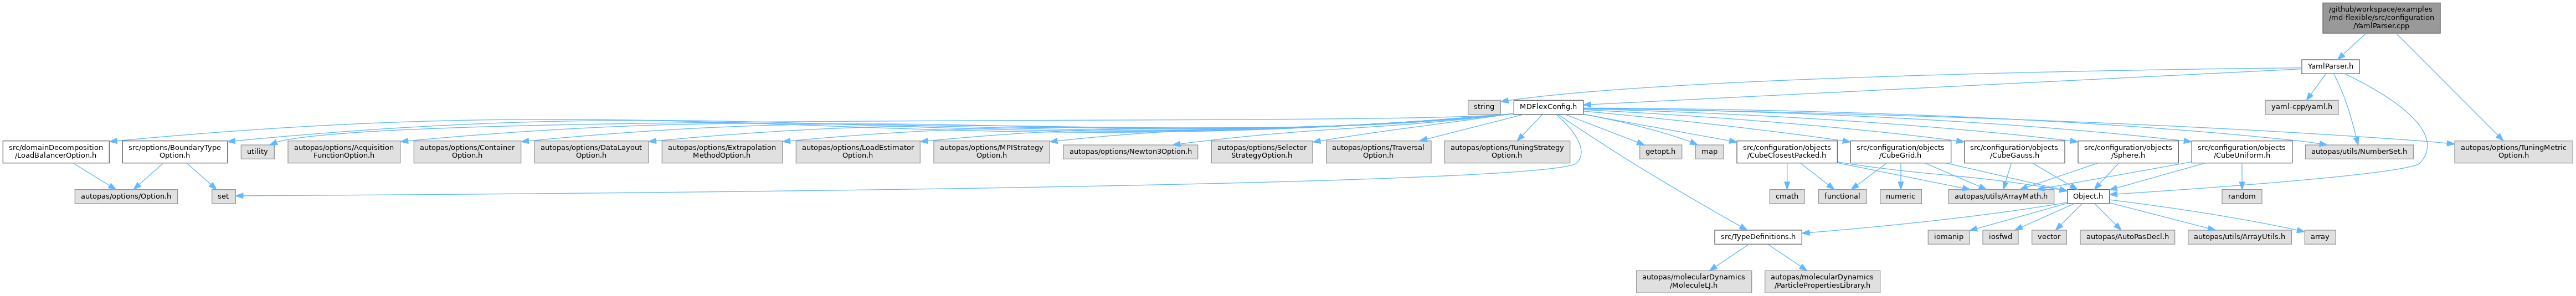 /github/workspace/examples
/md-flexible/src/configuration
/YamlParser.cpp
YamlParser.h
string
MDFlexConfig.h
yaml-cpp/yaml.h
src/domainDecomposition
/LoadBalancerOption.h
src/options/BoundaryType
Option.h
utility
autopas/options/Acquisition
FunctionOption.h
autopas/options/Container
Option.h
autopas/options/DataLayout
Option.h
autopas/options/Extrapolation
MethodOption.h
autopas/options/LoadEstimator
Option.h
autopas/options/MPIStrategy
Option.h
autopas/options/Newton3Option.h
autopas/options/Selector
StrategyOption.h
autopas/options/Traversal
Option.h
autopas/options/TuningStrategy
Option.h
getopt.h
map
src/configuration/objects
/CubeClosestPacked.h
src/configuration/objects
/CubeGrid.h
src/configuration/objects
/CubeGauss.h
src/configuration/objects
/Sphere.h
src/configuration/objects
/CubeUniform.h
autopas/utils/NumberSet.h
autopas/options/TuningMetric
Option.h
autopas/options/Option.h
set
cmath
functional
numeric
autopas/utils/ArrayMath.h
Object.h
random
src/TypeDefinitions.h
iomanip
iosfwd
vector
autopas/AutoPasDecl.h
autopas/utils/ArrayUtils.h
array
autopas/molecularDynamics
/MoleculeLJ.h
autopas/molecularDynamics
/ParticlePropertiesLibrary.h